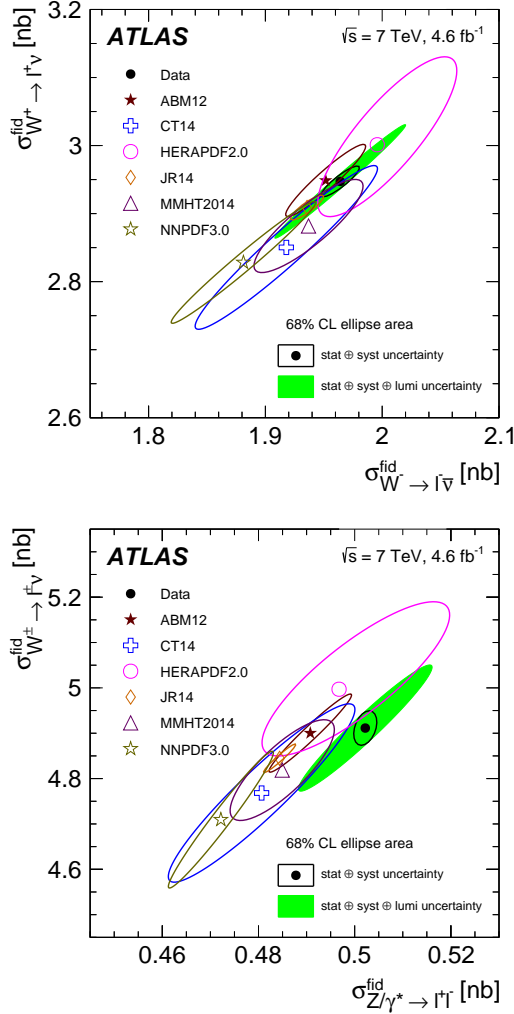 ATLAS
√s = 7 TeV, 4.6 fb⁻¹
σ^fid_W⁺ → l⁺ν [nb]
3.2
3
2.8
2.6
Data
ABM12
CT14
HERAPDF2.0
JR14
MMHT2014
NNPDF3.0
68% CL ellipse area
stat ⊕ syst uncertainty
stat ⊕ syst ⊕ lumi uncertainty
1.8 1.9 2 2.1
σ^fid_W⁻ → l⁻ν̅ [nb]
ATLAS
√s = 7 TeV, 4.6 fb⁻¹
σ^fid_W± → l±ν [nb]
5.2
5
4.8
4.6
Data
ABM12
CT14
HERAPDF2.0
JR14
MMHT2014
NNPDF3.0
68% CL ellipse area
stat ⊕ syst uncertainty
stat ⊕ syst ⊕ lumi uncertainty
0.46 0.48 0.5 0.52
σ^fid_Z/γ* → l⁺l⁻ [nb]